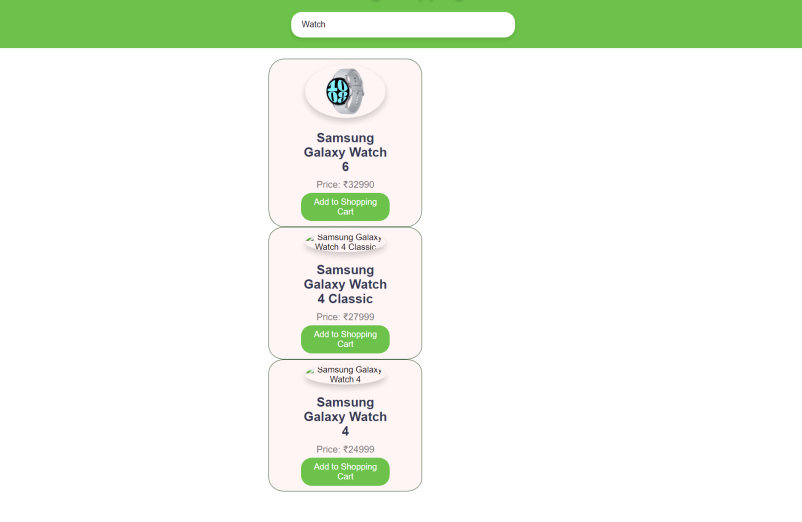 Watch
Samsung
Galaxy Watch
6
Price: ₹32990
Add to Shopping
Cart
Samsung Galaxy
Watch 4 Classic
Samsung
Galaxy Watch
4 Classic
Price: ₹27999
Add to Shopping
Cart
Samsung Galaxy
Watch 4
Samsung
Galaxy Watch
4
Price: ₹24999
Add to Shopping
Cart